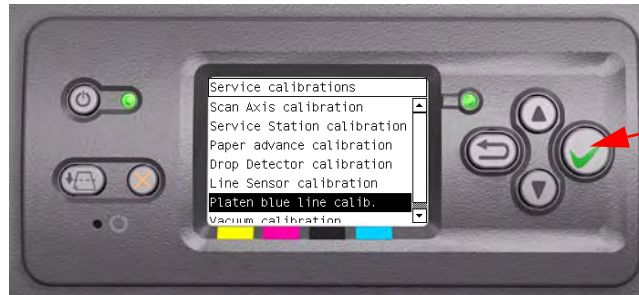 Service calibrations
Scan Axis calibration
Service Station calibration
Paper advance calibration
Drop Detector calibration
Line Sensor calibration
Platen blue line calib.
Vacuum calibration